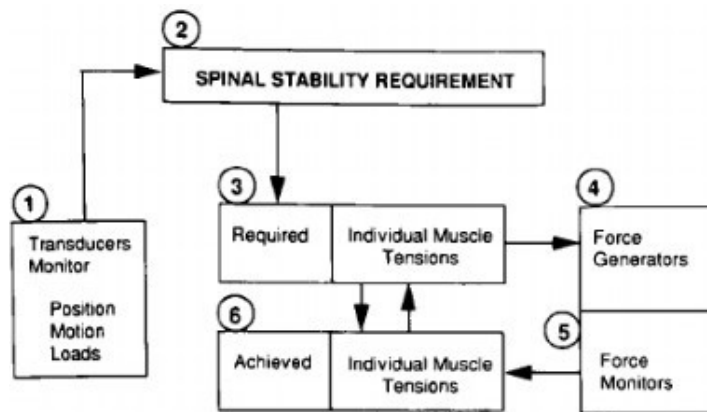 2
SPINAL STABILITY REQUIREMENT
1
Transducers
Monitor
Position
Motion
Loads
3
Required
Individual Muscle
Tensions
4
Force
Generators
6
Achieved
Individual Muscle
Tensions
5
Force
Monitors